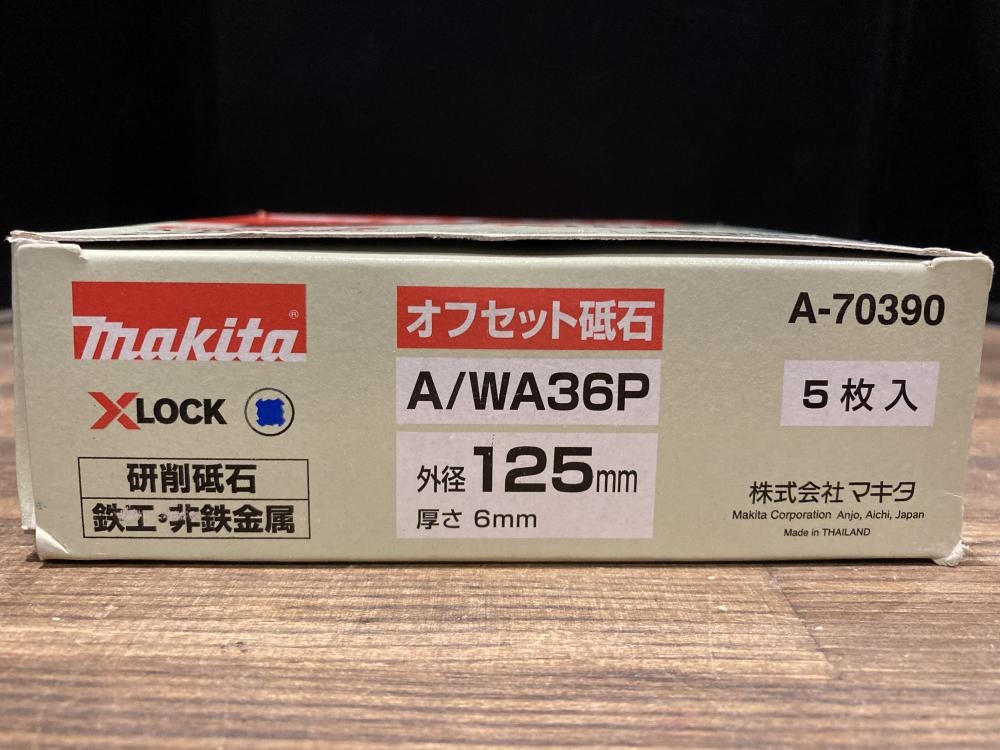 makita®
XLOCK
研削砥石
鉄工・非鉄金属
オフセット砥石
A/WA36P
外径 125mm
厚さ 6mm
A-70390
5枚入
株式会社マキタ
Makita Corporation Anjo, Aichi, Japan
Made in THAILAND